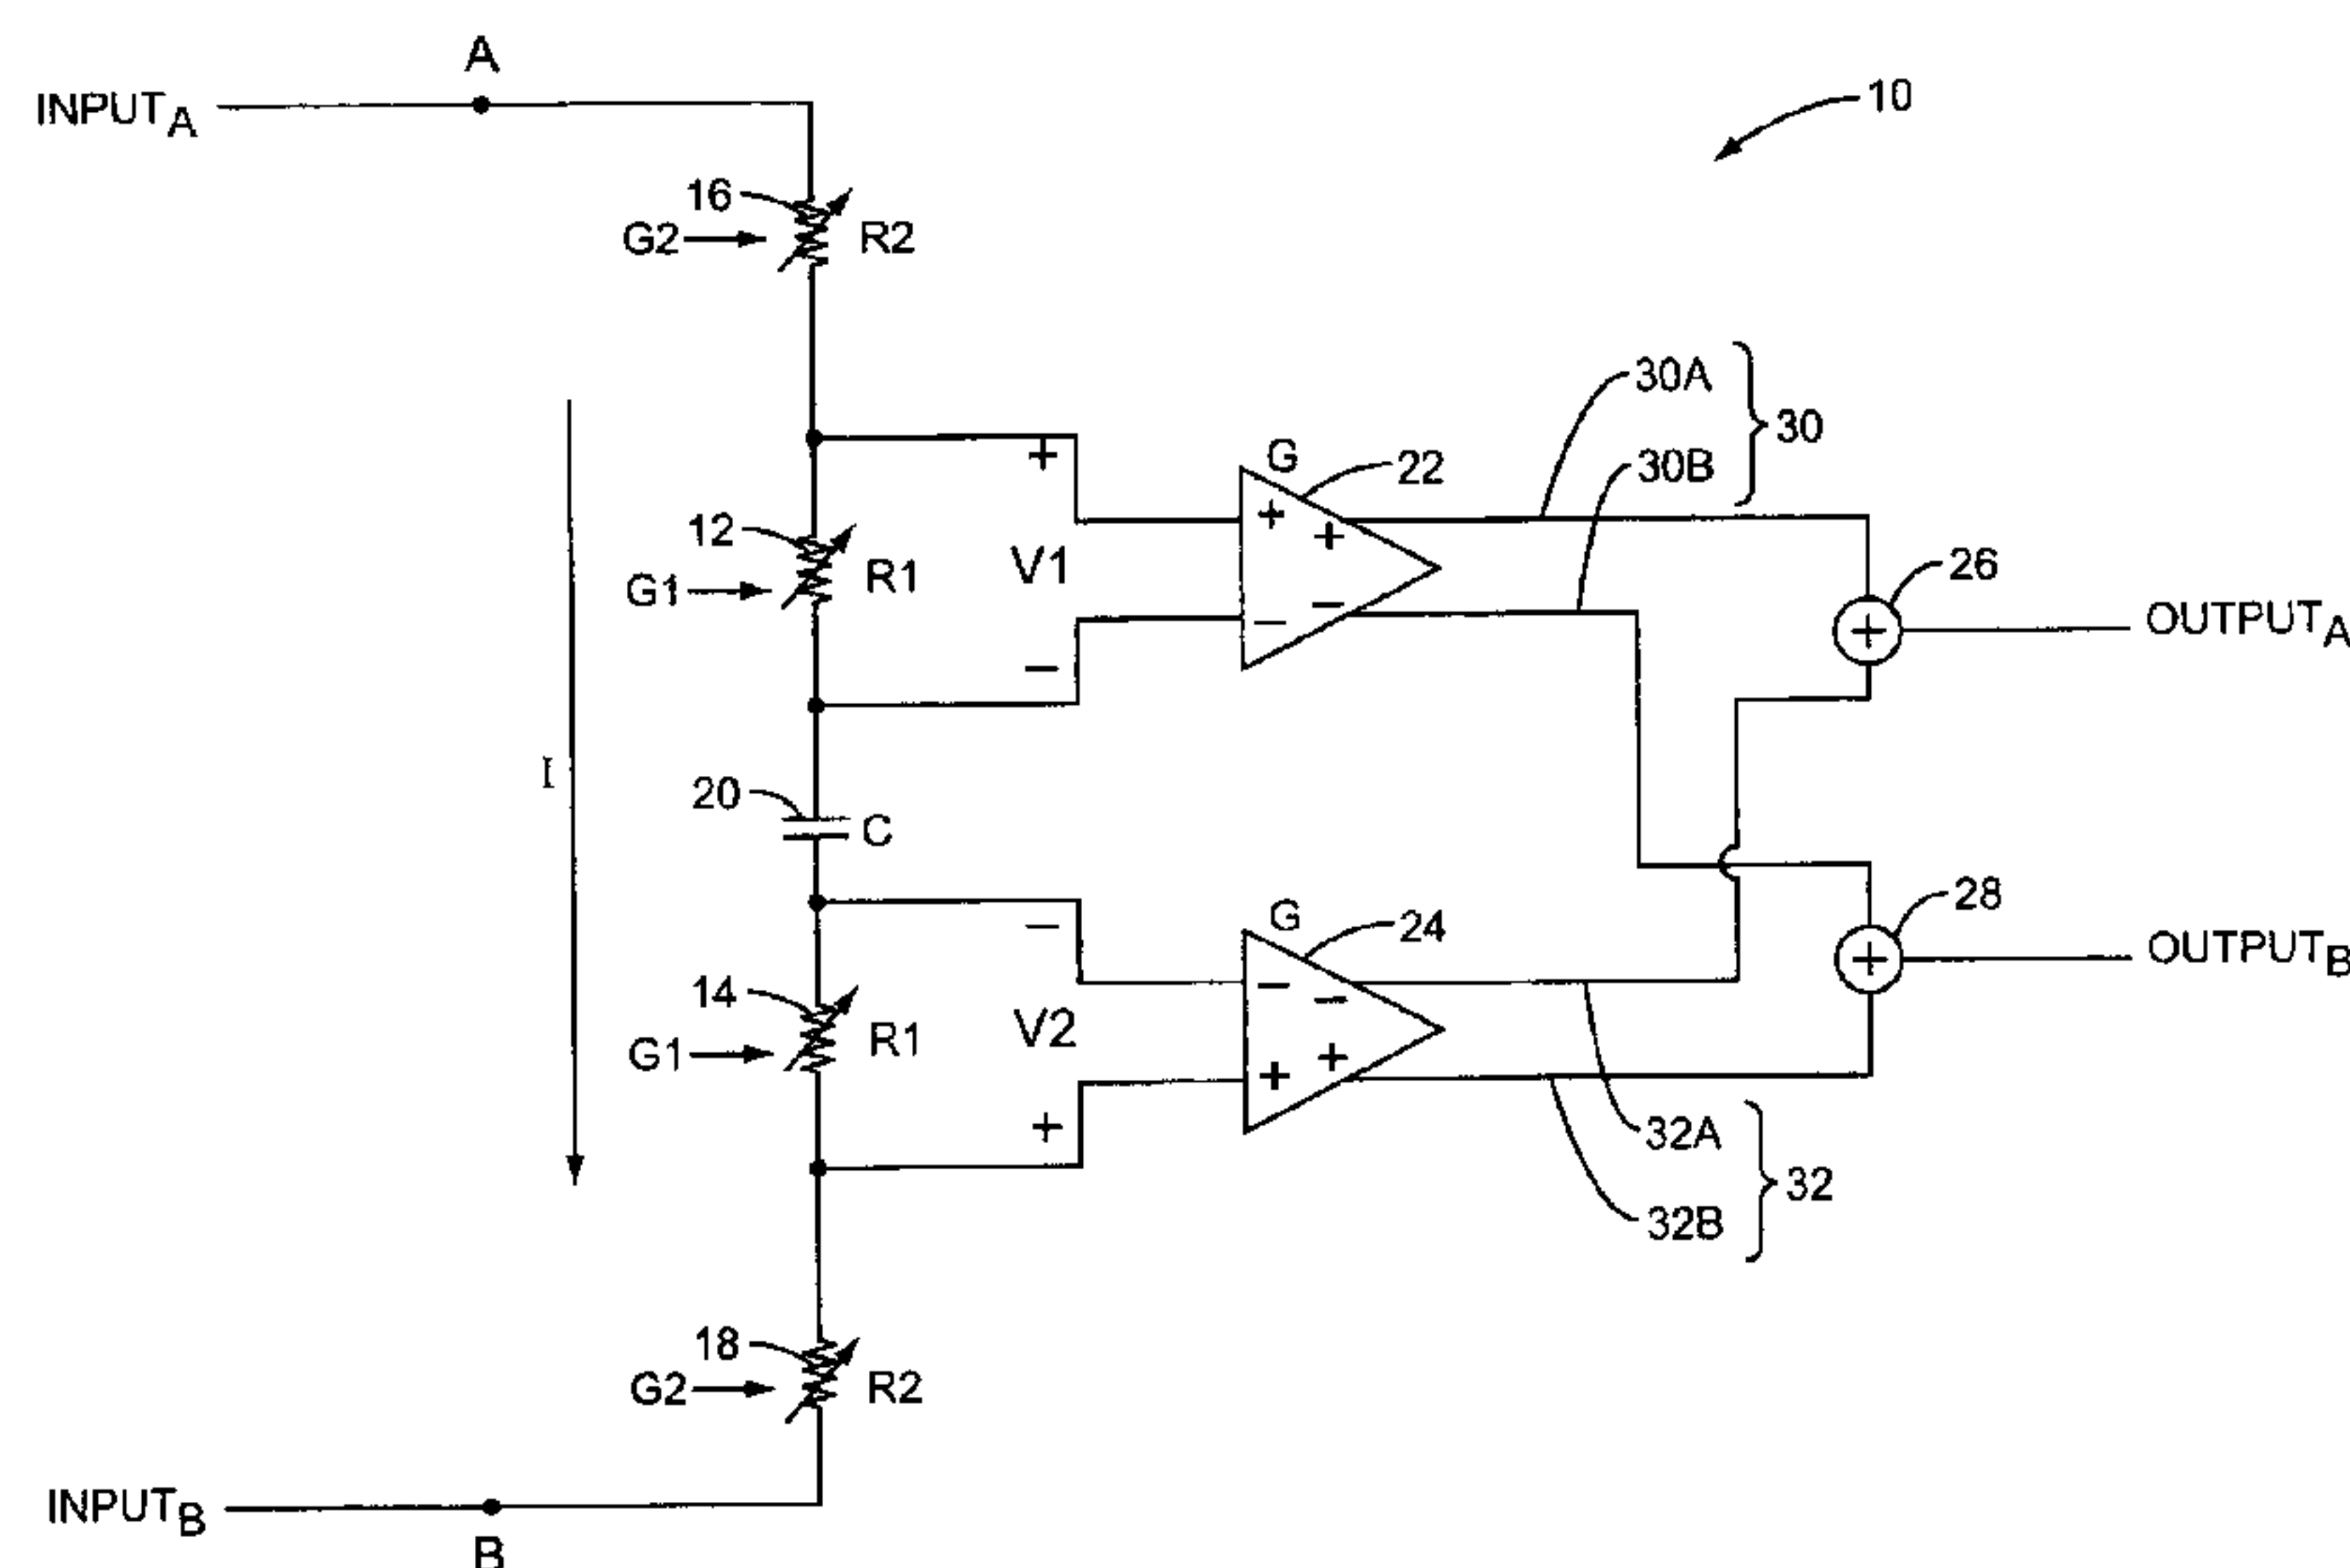 A
INPUTA
10
16
G2
R2
30A
30
30B
+
G
22
12
R1
V1
+
+
26
G1
−
−
OUTPUTA
−
I
20
C
28
G
24
−
OUTPUTB
14
R1
−
−
V2
G1
+
+
+
32A
32
32B
18
G2
R2
INPUTB
B
+
+